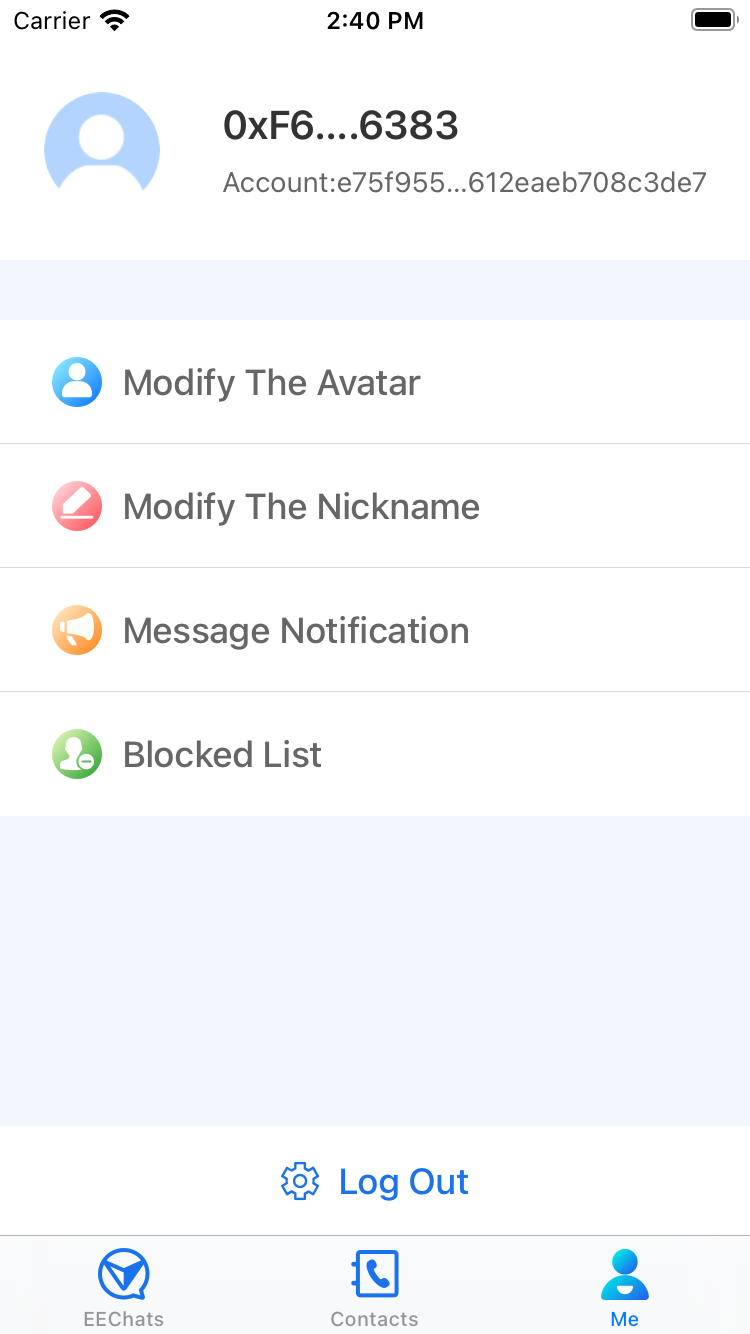 Carrier 2:40 PM
0xF6....6383
Account:e75f955...612eaeb708c3de7
Modify The Avatar
Modify The Nickname
Message Notification
Blocked List
Log Out
EEChats Contacts Me